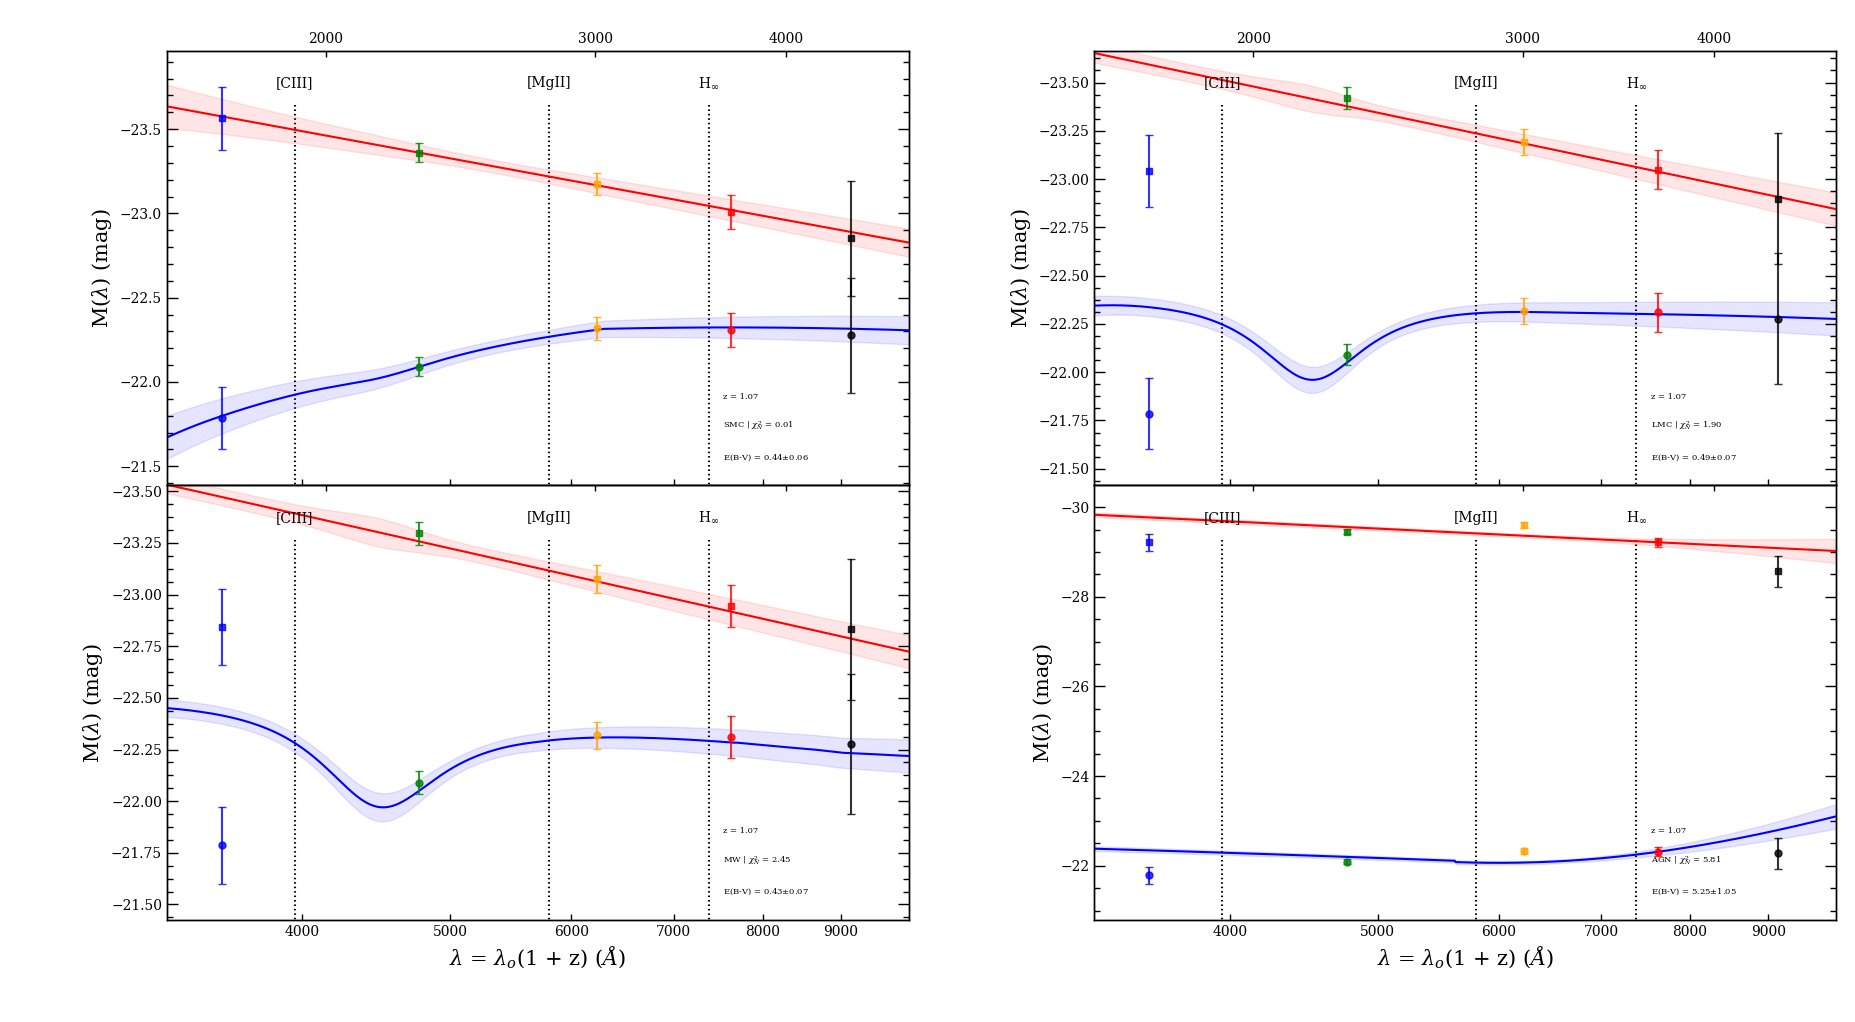 2000 3000 4000 2000 3000 4000
[CIII] [MgII] H∞ [CIII] [MgII] H∞
M(λ) (mag)
−23.5
−23.0
−22.5
−22.0
−21.5
z = 1.07
SMC | χ²N = 0.01
E(B-V) = 0.44±0.06
M(λ) (mag)
−23.50
−23.25
−23.00
−22.75
−22.50
−22.25
−22.00
−21.75
−21.50
z = 1.07
LMC | χ²N = 1.90
E(B-V) = 0.49±0.07
[CIII] [MgII] H∞
M(λ) (mag)
−23.50
−23.25
−23.00
−22.75
−22.50
−22.25
−22.00
−21.75
−21.50
z = 1.07
MW | χ²N = 2.45
E(B-V) = 0.43±0.07
4000 5000 6000 7000 8000 9000
λ = λo(1 + z) (Å)
[CIII] [MgII] H∞
M(λ) (mag)
−30
−28
−26
−24
−22
z = 1.07
AGN | χ²N = 5.81
E(B-V) = 5.25±1.05
4000 5000 6000 7000 8000 9000
λ = λo(1 + z) (Å)